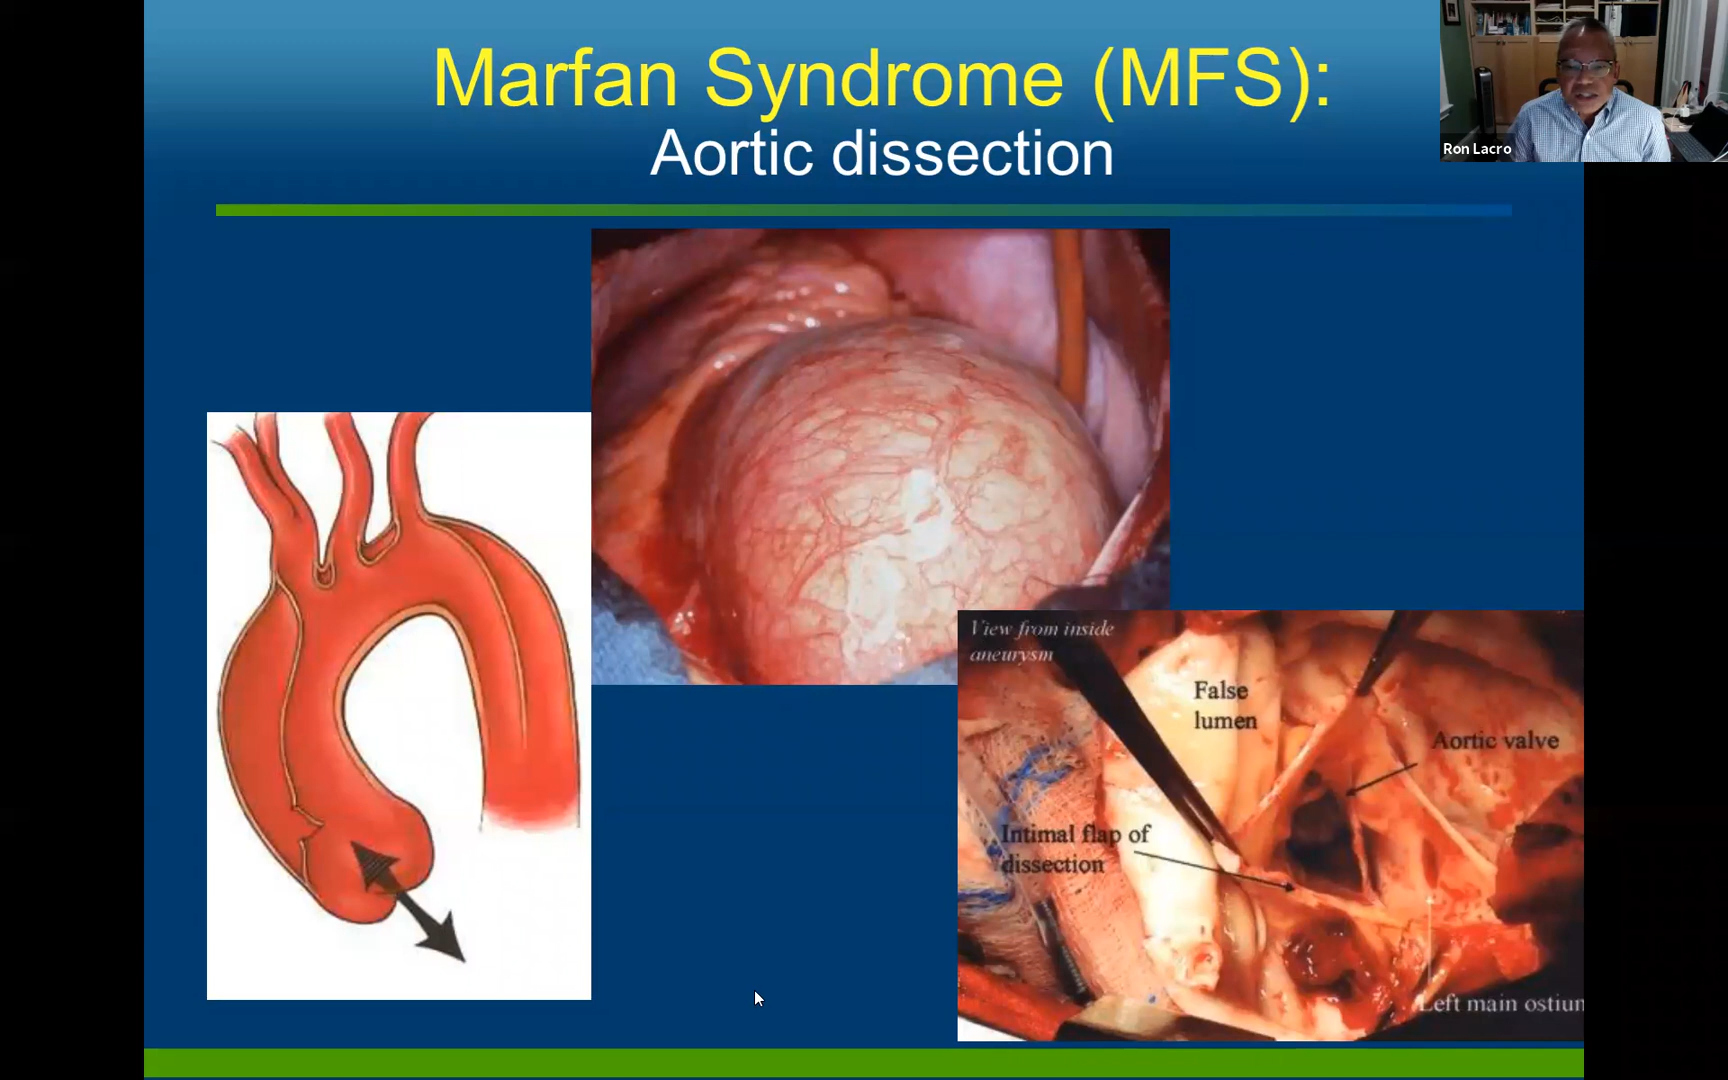 Marfan Syndrome (MFS):
Aortic dissection
Ron Lacro
View from inside
aneurysm
False
lumen
Aortic valve
Intimal flap of
dissection
Left main ostium